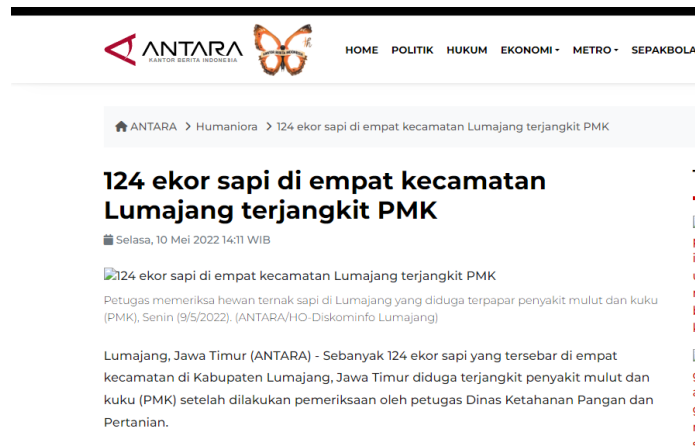 ANTARA
KANTOR BERITA INDONESIA
HOME POLITIK HUKUM EKONOMI METRO SEPAKBOLA
ANTARA > Humaniora > 124 ekor sapi di empat kecamatan Lumajang terjangkit PMK
124 ekor sapi di empat kecamatan
Lumajang terjangkit PMK
Selasa, 10 Mei 2022 14:11 WIB
124 ekor sapi di empat kecamatan Lumajang terjangkit PMK
Petugas memeriksa hewan ternak sapi di Lumajang yang diduga terpapar penyakit mulut dan kuku
(PMK), Senin (9/5/2022). (ANTARA/HO-Diskominfo Lumajang)
Lumajang, Jawa Timur (ANTARA) - Sebanyak 124 ekor sapi yang tersebar di empat
kecamatan di Kabupaten Lumajang, Jawa Timur diduga terjangkit penyakit mulut dan
kuku (PMK) setelah dilakukan pemeriksaan oleh petugas Dinas Ketahanan Pangan dan
Pertanian.